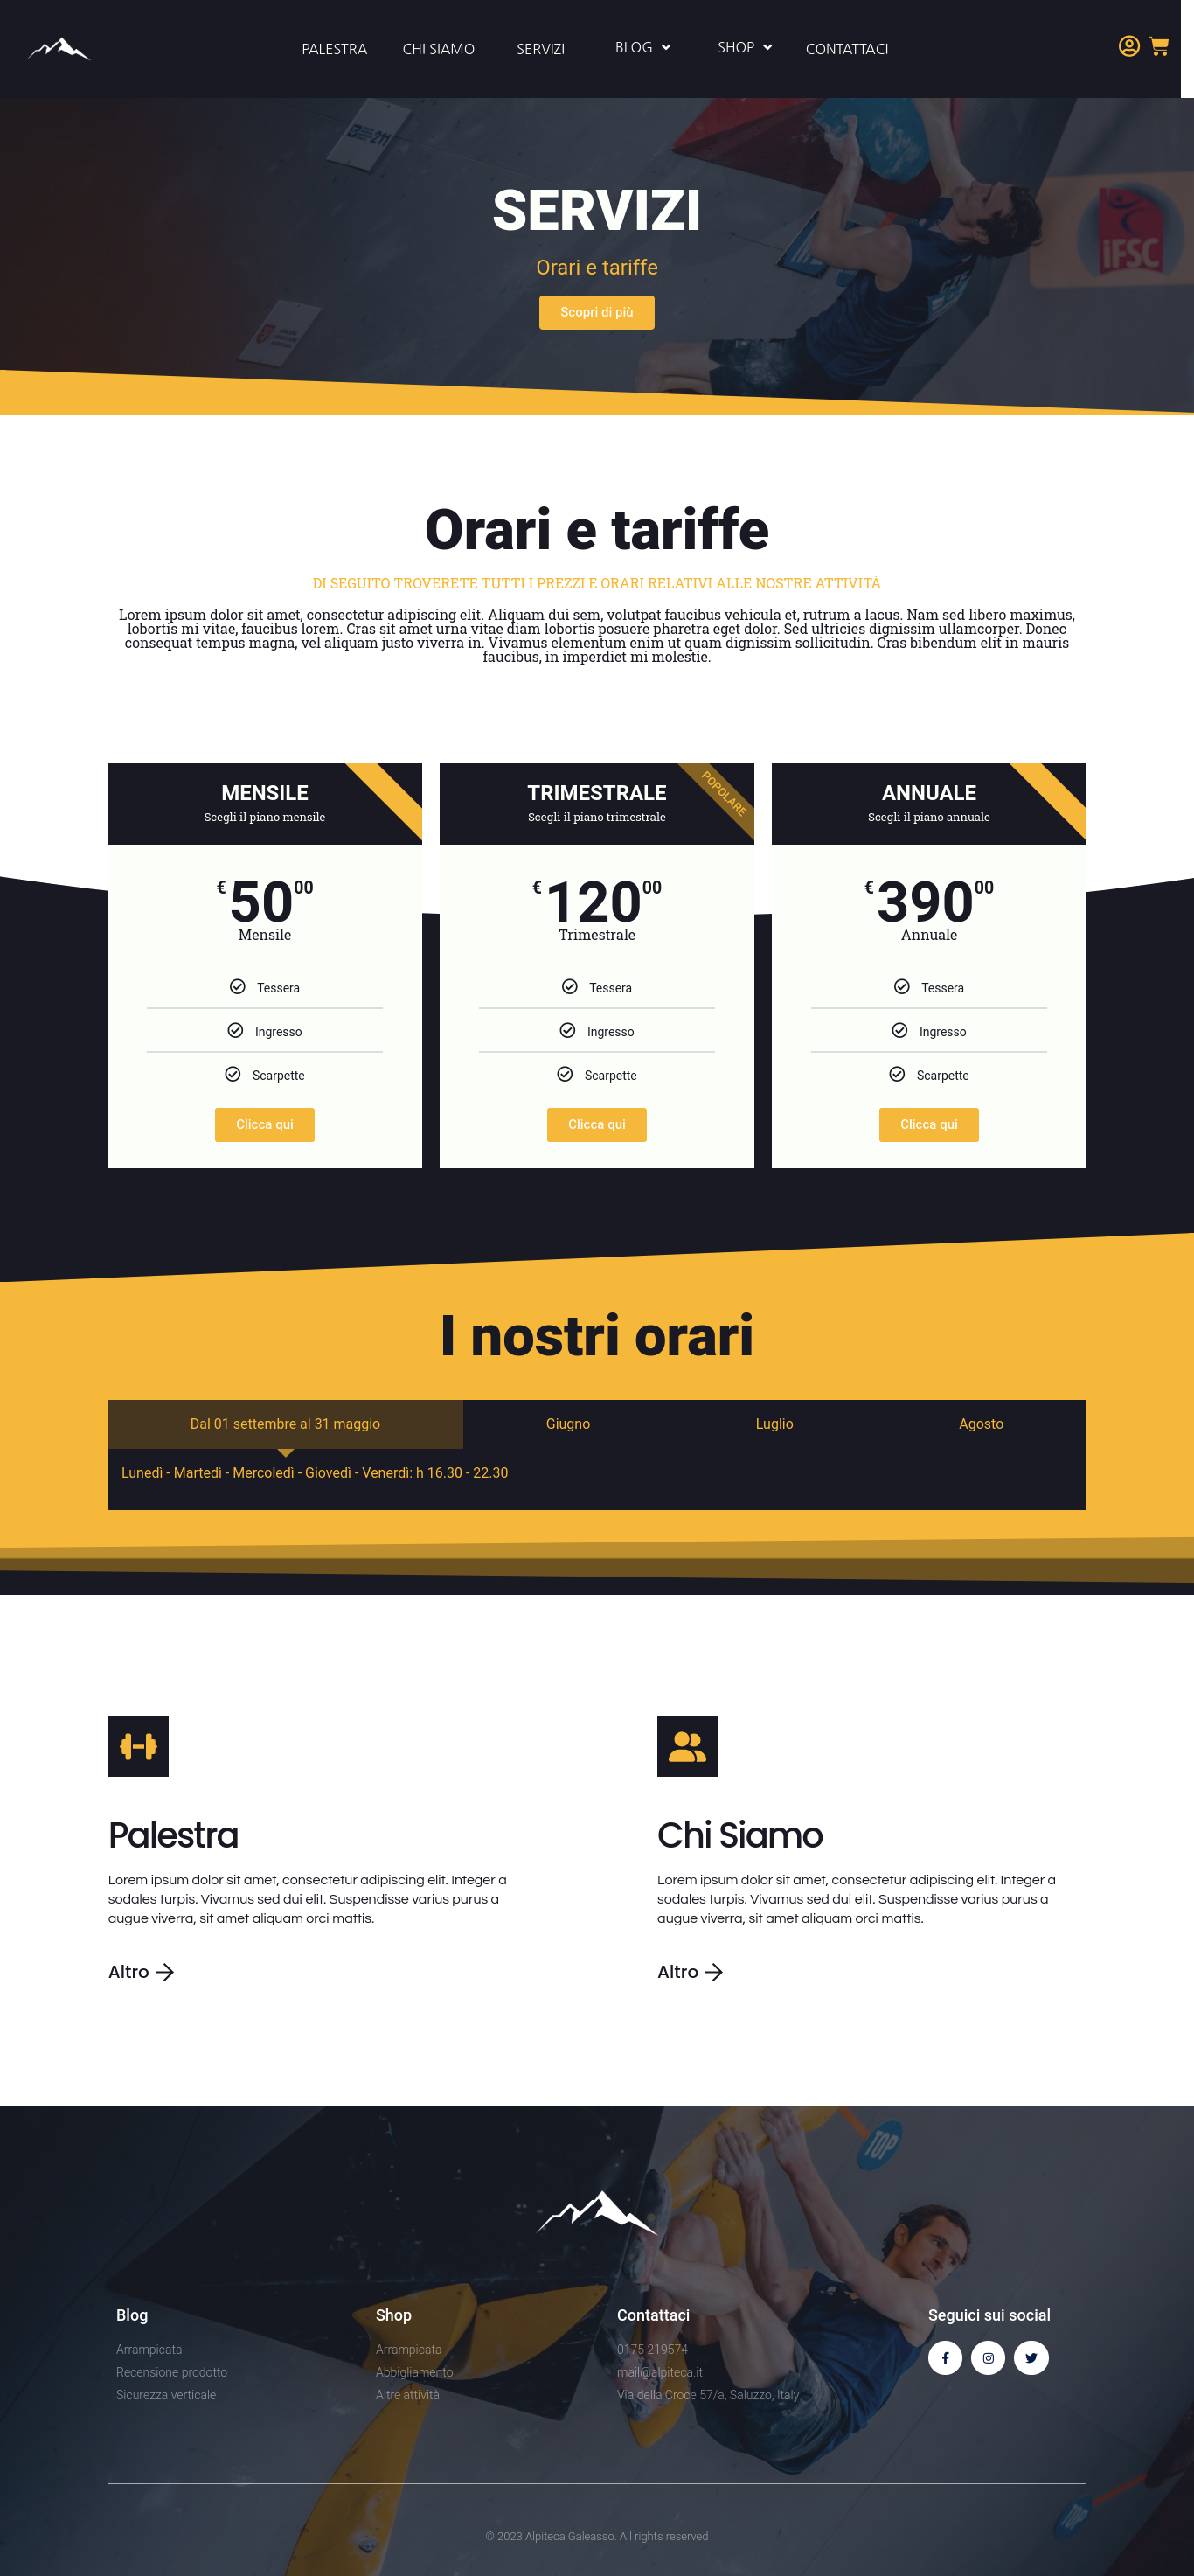 PALESTRA
CHI SIAMO
SERVIZI
BLOG
SHOP
CONTATTACI
211
CZE
iFSC
SERVIZI
Orari e tariffe
Scopri di più
Orari e tariffe
DI SEGUITO TROVERETE TUTTI I PREZZI E ORARI RELATIVI ALLE NOSTRE ATTIVITÀ
Lorem ipsum dolor sit amet, consectetur adipiscing elit. Aliquam dui sem, volutpat faucibus vehicula et, rutrum a lacus. Nam sed libero maximus,
lobortis mi vitae, faucibus lorem. Cras sit amet urna vitae diam lobortis posuere pharetra eget dolor. Sed ultricies dignissim ullamcorper. Donec
consequat tempus magna, vel aliquam justo viverra in. Vivamus elementum enim ut quam dignissim sollicitudin. Cras bibendum elit in mauris
faucibus, in imperdiet mi molestie.
MENSILE
Scegli il piano mensile
€ 50 00
Mensile
Tessera
Ingresso
Scarpette
Clicca qui
TRIMESTRALE
Scegli il piano trimestrale
POPOLARE
€ 120 00
Trimestrale
Tessera
Ingresso
Scarpette
Clicca qui
ANNUALE
Scegli il piano annuale
€ 390 00
Annuale
Tessera
Ingresso
Scarpette
Clicca qui
I nostri orari
Dal 01 settembre al 31 maggio
Giugno
Luglio
Agosto
Lunedì - Martedì - Mercoledì - Giovedì - Venerdì: h 16.30 - 22.30
Palestra
Lorem ipsum dolor sit amet, consectetur adipiscing elit. Integer a
sodales turpis. Vivamus sed dui elit. Suspendisse varius purus a
augue viverra, sit amet aliquam orci mattis.
Altro
Chi Siamo
Lorem ipsum dolor sit amet, consectetur adipiscing elit. Integer a
sodales turpis. Vivamus sed dui elit. Suspendisse varius purus a
augue viverra, sit amet aliquam orci mattis.
Altro
TOP
Blog
Arrampicata
Recensione prodotto
Sicurezza verticale
Shop
Arrampicata
Abbigliamento
Altre attività
Contattaci
0175 219574
mail@alpiteca.it
Via della Croce 57/a, Saluzzo, Italy
Seguici sui social
TOP
© 2023 Alpiteca Galeasso. All rights reserved